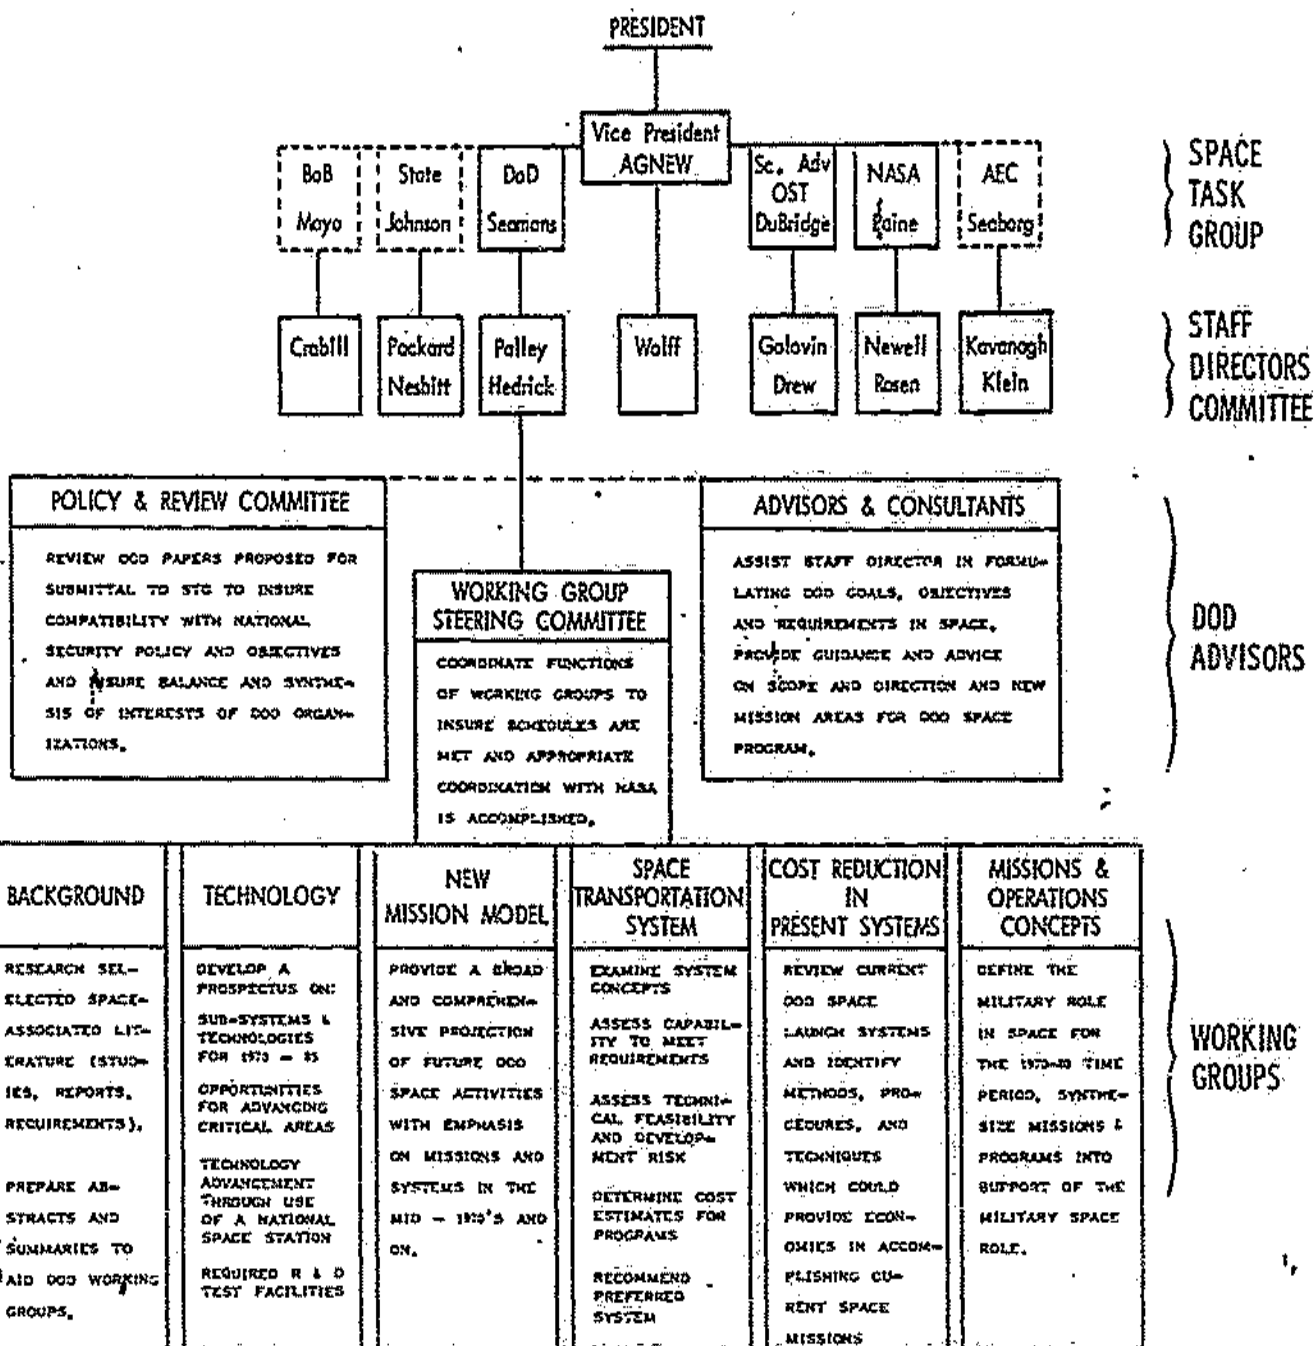 PRESIDENT
Vice President
AGNEW
BoB
Mayo
State
Johnson
DoD
Seamans
Sc. Adv
OST
DuBridge
NASA
Paine
AEC
Seaborg
SPACE
TASK
GROUP
Crabill
Packard
Nesbitt
Palley
Hedrick
Wolff
Golovin
Drew
Newell
Rosen
Kavanagh
Klein
STAFF
DIRECTORS
COMMITTEE
POLICY & REVIEW COMMITTEE
REVIEW DOD PAPERS PROPOSED FOR
SUBMITTAL TO STG TO INSURE
COMPATIBILITY WITH NATIONAL
SECURITY POLICY AND OBJECTIVES
AND INSURE BALANCE AND SYNTHE-
SIS OF INTERESTS OF DOD ORGAN-
IZATIONS.
WORKING GROUP
STEERING COMMITTEE
COORDINATE FUNCTIONS
OF WORKING GROUPS TO
INSURE SCHEDULES ARE
MET AND APPROPRIATE
COORDINATION WITH NASA
IS ACCOMPLISHED.
ADVISORS & CONSULTANTS
ASSIST STAFF DIRECTOR IN FORMU-
LATING DOD GOALS, OBJECTIVES
AND REQUIREMENTS IN SPACE.
PROVIDE GUIDANCE AND ADVICE
ON SCOPE AND DIRECTION AND NEW
MISSION AREAS FOR DOD SPACE
PROGRAM.
DOD
ADVISORS
BACKGROUND
RESEARCH SEL-
ELECTED SPACE-
ASSOCIATED LIT-
ERATURE (STUD-
IES, REPORTS,
REQUIREMENTS).
PREPARE AB-
STRACTS AND
SUMMARIES TO
AID DOD WORKING
GROUPS.
TECHNOLOGY
DEVELOP A
PROSPECTUS ON:
SUB-SYSTEMS &
TECHNOLOGIES
FOR 1975 - 85
OPPORTUNITIES
FOR ADVANCING
CRITICAL AREAS
TECHNOLOGY
ADVANCEMENT
THROUGH USE
OF A NATIONAL
SPACE STATION
REQUIRED R & D
TEST FACILITIES
NEW
MISSION MODEL
PROVIDE A BROAD
AND COMPREHEN-
SIVE PROJECTION
OF FUTURE DOD
SPACE ACTIVITIES
WITH EMPHASIS
ON MISSIONS AND
SYSTEMS IN THE
MID - 1970'S AND
ON.
SPACE
TRANSPORTATION
SYSTEM
EXAMINE SYSTEM
CONCEPTS
ASSESS CAPABIL-
ITY TO MEET
REQUIREMENTS
ASSESS TECHNI-
CAL FEASIBILITY
AND DEVELOP-
MENT RISK
DETERMINE COST
ESTIMATES FOR
PROGRAMS
RECOMMEND
PREFERRED
SYSTEM
COST REDUCTION
IN
PRESENT SYSTEMS
REVIEW CURRENT
DOD SPACE
LAUNCH SYSTEMS
AND IDENTIFY
METHODS, PRO-
CEDURES, AND
TECHNIQUES
WHICH COULD
PROVIDE ECON-
OMIES IN ACCOM-
PLISHING CU-
RENT SPACE
MISSIONS
MISSIONS &
OPERATIONS
CONCEPTS
DEFINE THE
MILITARY ROLE
IN SPACE FOR
THE TIME
PERIOD, SYNTHE-
SIZE MISSIONS &
PROGRAMS INTO
SUPPORT OF THE
MILITARY SPACE
ROLE.
WORKING
GROUPS